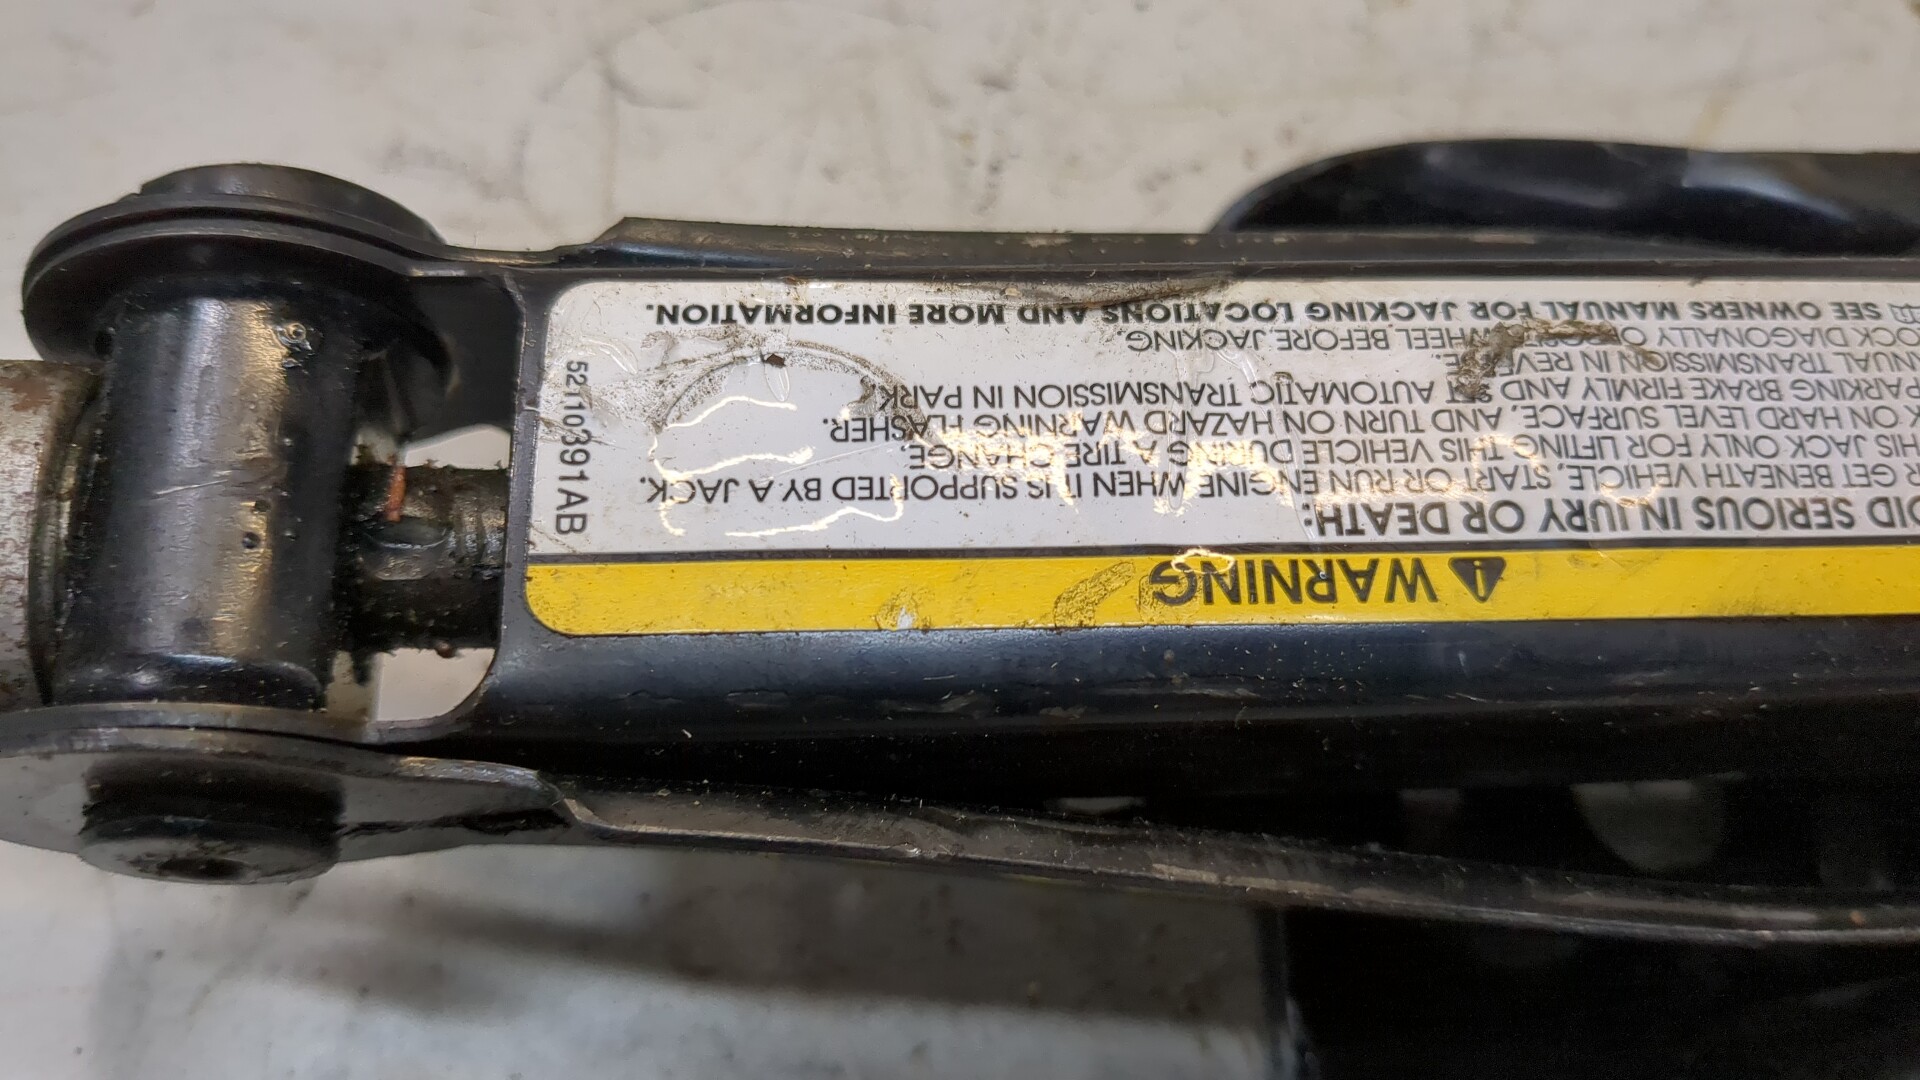 WARNING
OID SERIOUS INJURY OR DEATH:
R GET BENEATH VEHICLE, START OR RUN ENGINE WHEN IT IS SUPPORTED BY A JACK.
HIS JACK ONLY FOR LIFTING THIS VEHICLE DURING A TIRE CHANGE.
K ON HARD LEVEL SURFACE, AND TURN ON HAZARD WARNING FLASHER.
PARKING BRAKE FIRMLY AND SET AUTOMATIC TRANSMISSION IN PARK,
NUAL TRANSMISSION IN REVERSE.
OCK DIAGONALLY OPPOSITE WHEEL BEFORE JACKING.
SEE OWNERS MANUAL FOR JACKING LOCATIONS AND MORE INFORMATION.
52110391AB